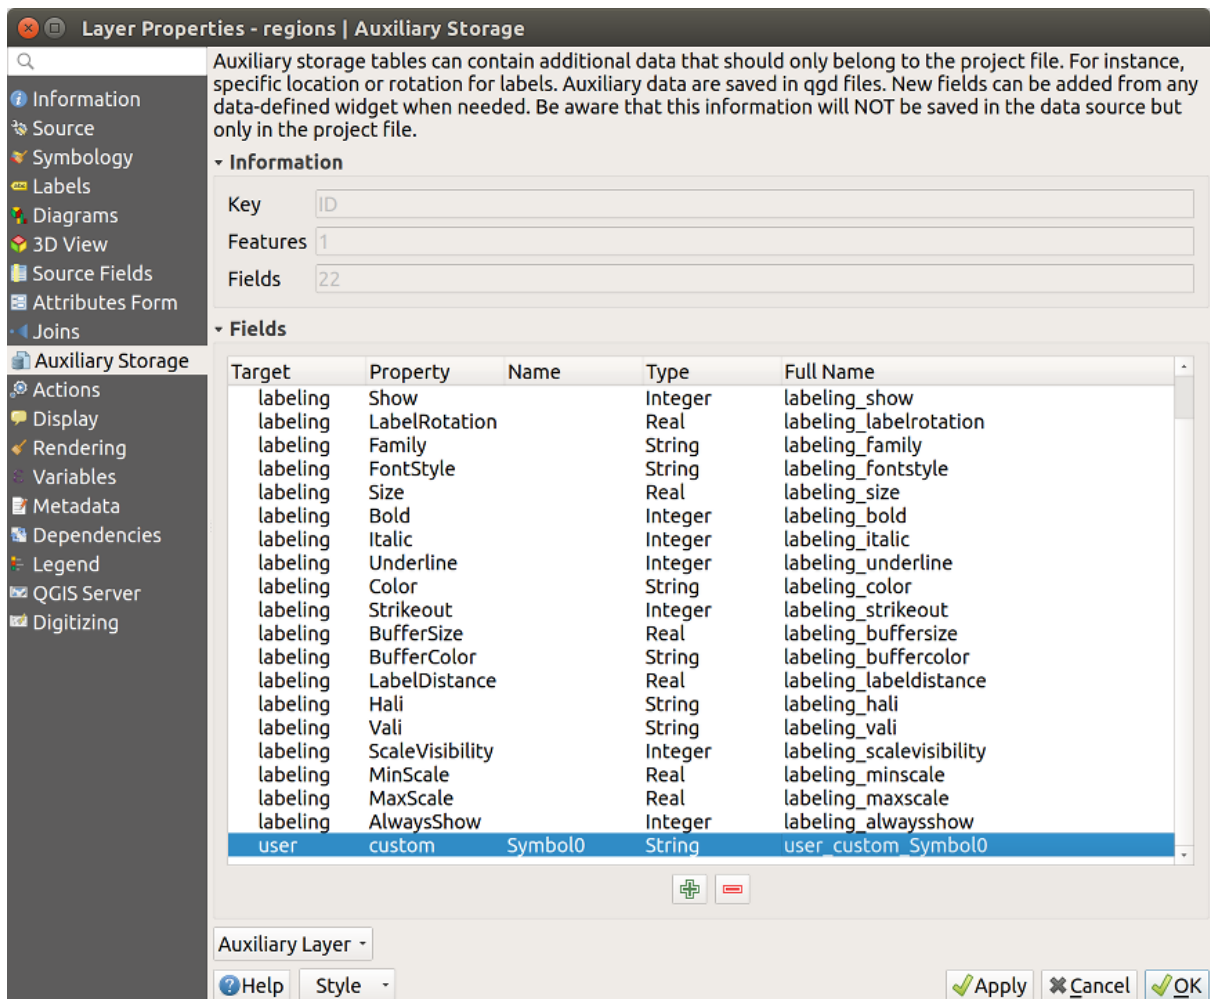 Layer Properties - regions | Auxiliary Storage
Information
Source
Symbology
Labels
Diagrams
3D View
Source Fields
Attributes Form
Joins
Auxiliary Storage
Actions
Display
Rendering
Variables
Metadata
Dependencies
Legend
QGIS Server
Digitizing
Auxiliary storage tables can contain additional data that should only belong to the project file. For instance,
specific location or rotation for labels. Auxiliary data are saved in qgd files. New fields can be added from any
data-defined widget when needed. Be aware that this information will NOT be saved in the data source but
only in the project file.
Information
Key ID
Features 1
Fields 22
Fields
Target Property Name Type Full Name
labeling Show Integer labeling_show
labeling LabelRotation Real labeling_labelrotation
labeling Family String labeling_family
labeling FontStyle String labeling_fontstyle
labeling Size Real labeling_size
labeling Bold Integer labeling_bold
labeling Italic Integer labeling_italic
labeling Underline Integer labeling_underline
labeling Color String labeling_color
labeling Strikeout Integer labeling_strikeout
labeling BufferSize Real labeling_buffersize
labeling BufferColor String labeling_buffercolor
labeling LabelDistance Real labeling_labeldistance
labeling Hali String labeling_hali
labeling Vali String labeling_vali
labeling ScaleVisibility Integer labeling_scalevisibility
labeling MinScale Real labeling_minscale
labeling MaxScale Real labeling_maxscale
labeling AlwaysShow Integer labeling_alwaysshow
user custom Symbol0 String user_custom_Symbol0
Auxiliary Layer
Help Style Apply Cancel OK